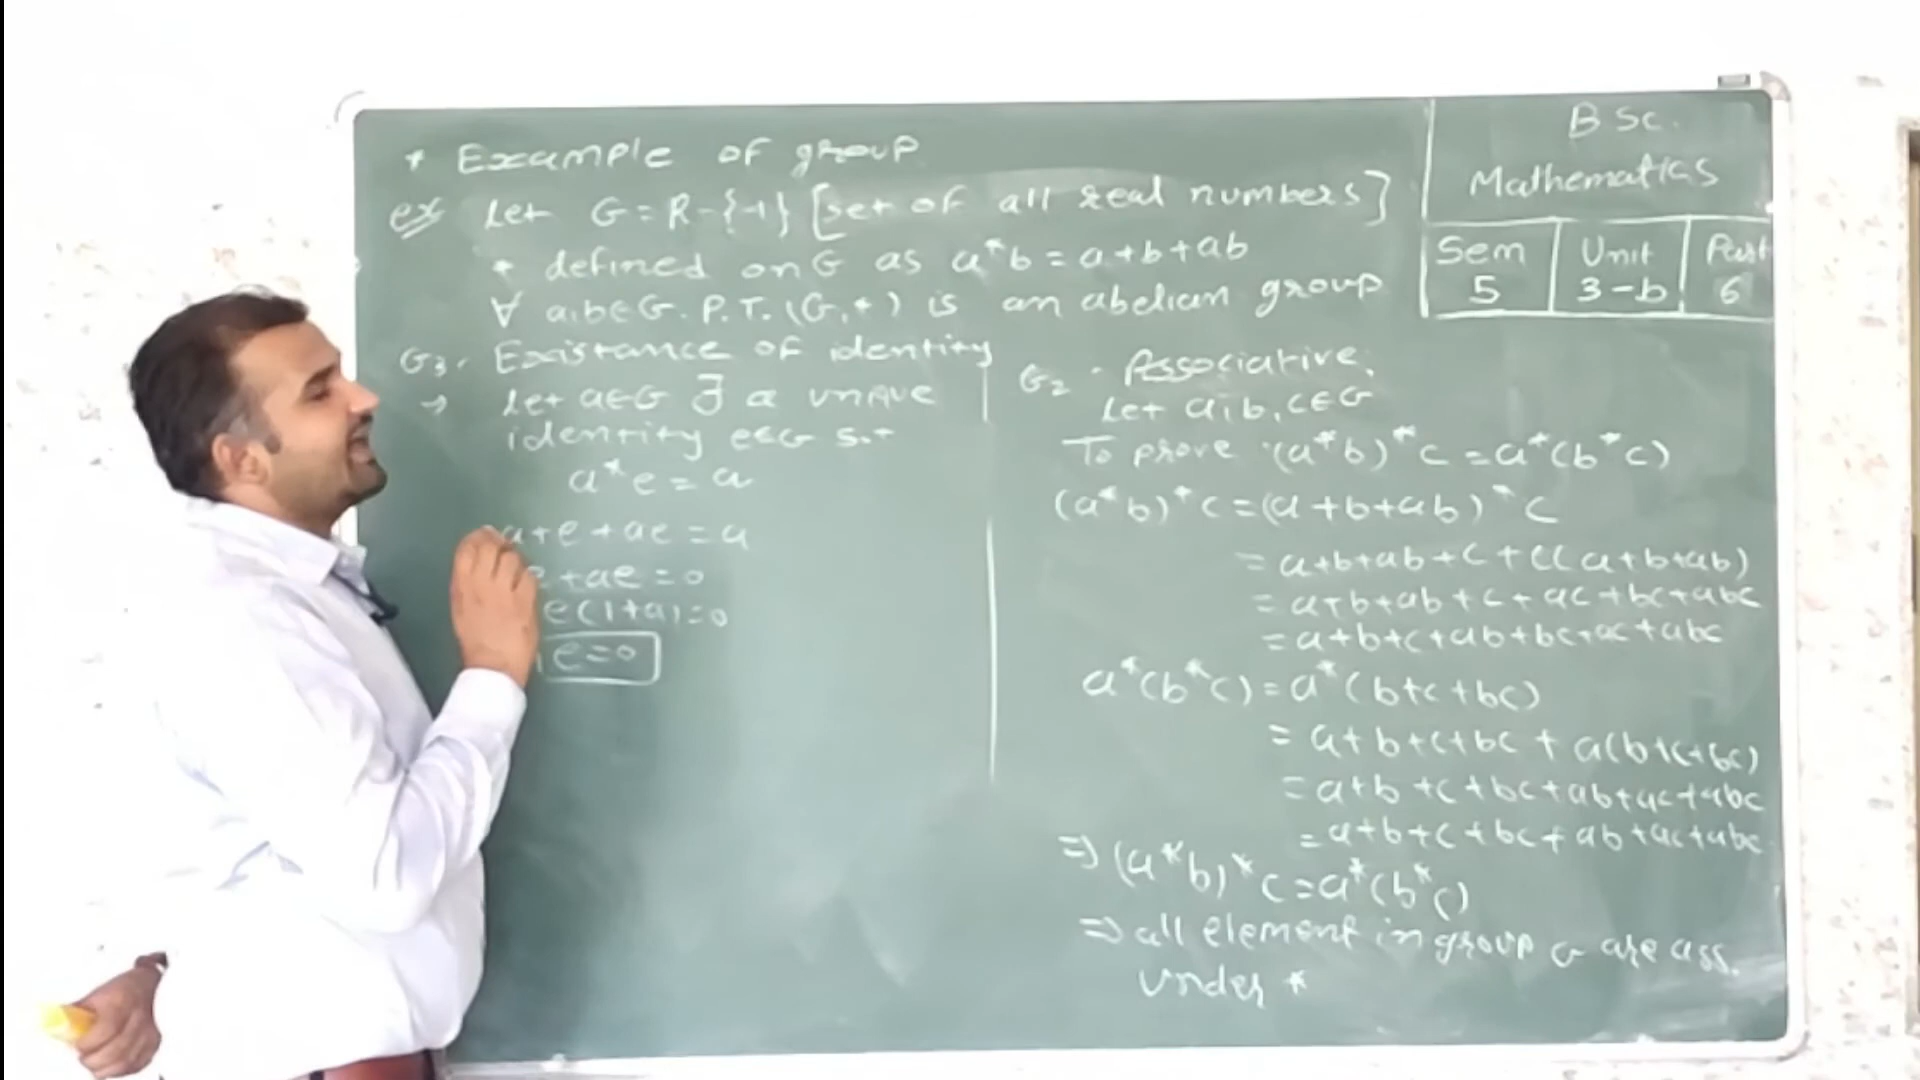 * Example of group
ex Let G = R-{-1} [set of all real numbers]
* defined on G as a*b = a+b+ab
∀ a,b∈G. P.T. (G,*) is an abelian group
BSc.
Mathematics
Sem 5 Unit 3-b Part 6
G3. Existance of identity
→ Let a∈G ∃ a unique
identity e∈G s.t
a*e = a
a+e+ae = a
e+ae = 0
e(1+a) = 0
e=0
G2. Associative.
Let a,b,c∈G
To prove (a*b)*c = a*(b*c)
(a*b)*c = (a+b+ab)*c
= a+b+ab+c+c(a+b+ab)
= a+b+ab+c+ac+bc+abc
= a+b+c+ab+bc+ac+abc
a*(b*c) = a*(b+c+bc)
= a+b+c+bc+a(b+c+bc)
= a+b+c+bc+ab+ac+abc
= a+b+c+bc+ab+ac+abc
⇒ (a*b)*c = a*(b*c)
⇒ all element in group G are ass.
under *